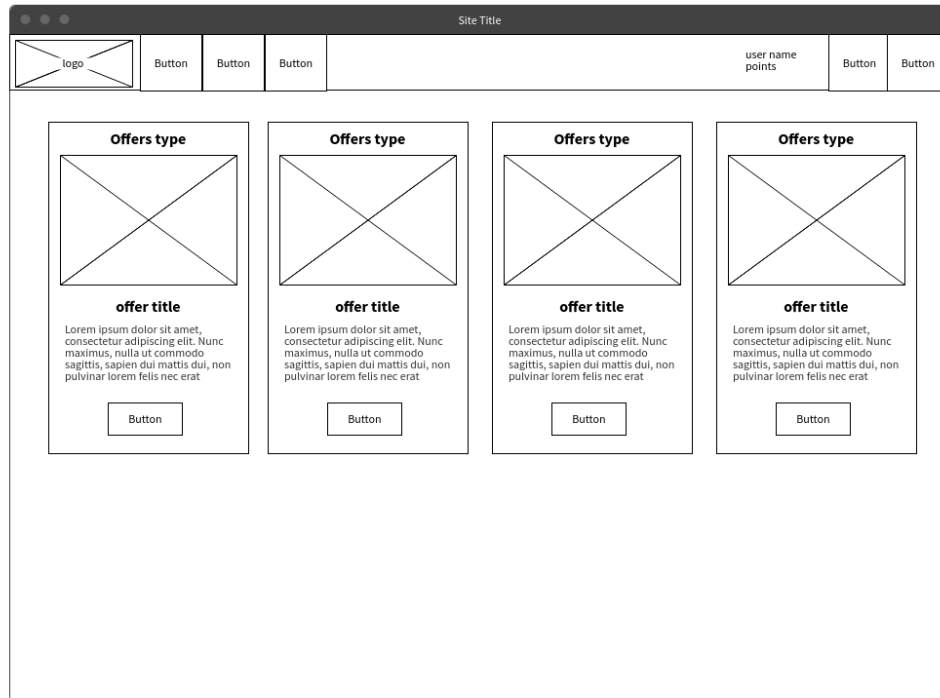 Site Title
logo
Button
Button
Button
user name
points
Button
Button
Offers type
offer title
Lorem ipsum dolor sit amet,
consectetur adipiscing elit. Nunc
maximus, nulla ut commodo
sagittis, sapien dui mattis dui, non
pulvinar lorem felis nec erat
Button
Offers type
offer title
Lorem ipsum dolor sit amet,
consectetur adipiscing elit. Nunc
maximus, nulla ut commodo
sagittis, sapien dui mattis dui, non
pulvinar lorem felis nec erat
Button
Offers type
offer title
Lorem ipsum dolor sit amet,
consectetur adipiscing elit. Nunc
maximus, nulla ut commodo
sagittis, sapien dui mattis dui, non
pulvinar lorem felis nec erat
Button
Offers type
offer title
Lorem ipsum dolor sit amet,
consectetur adipiscing elit. Nunc
maximus, nulla ut commodo
sagittis, sapien dui mattis dui, non
pulvinar lorem felis nec erat
Button